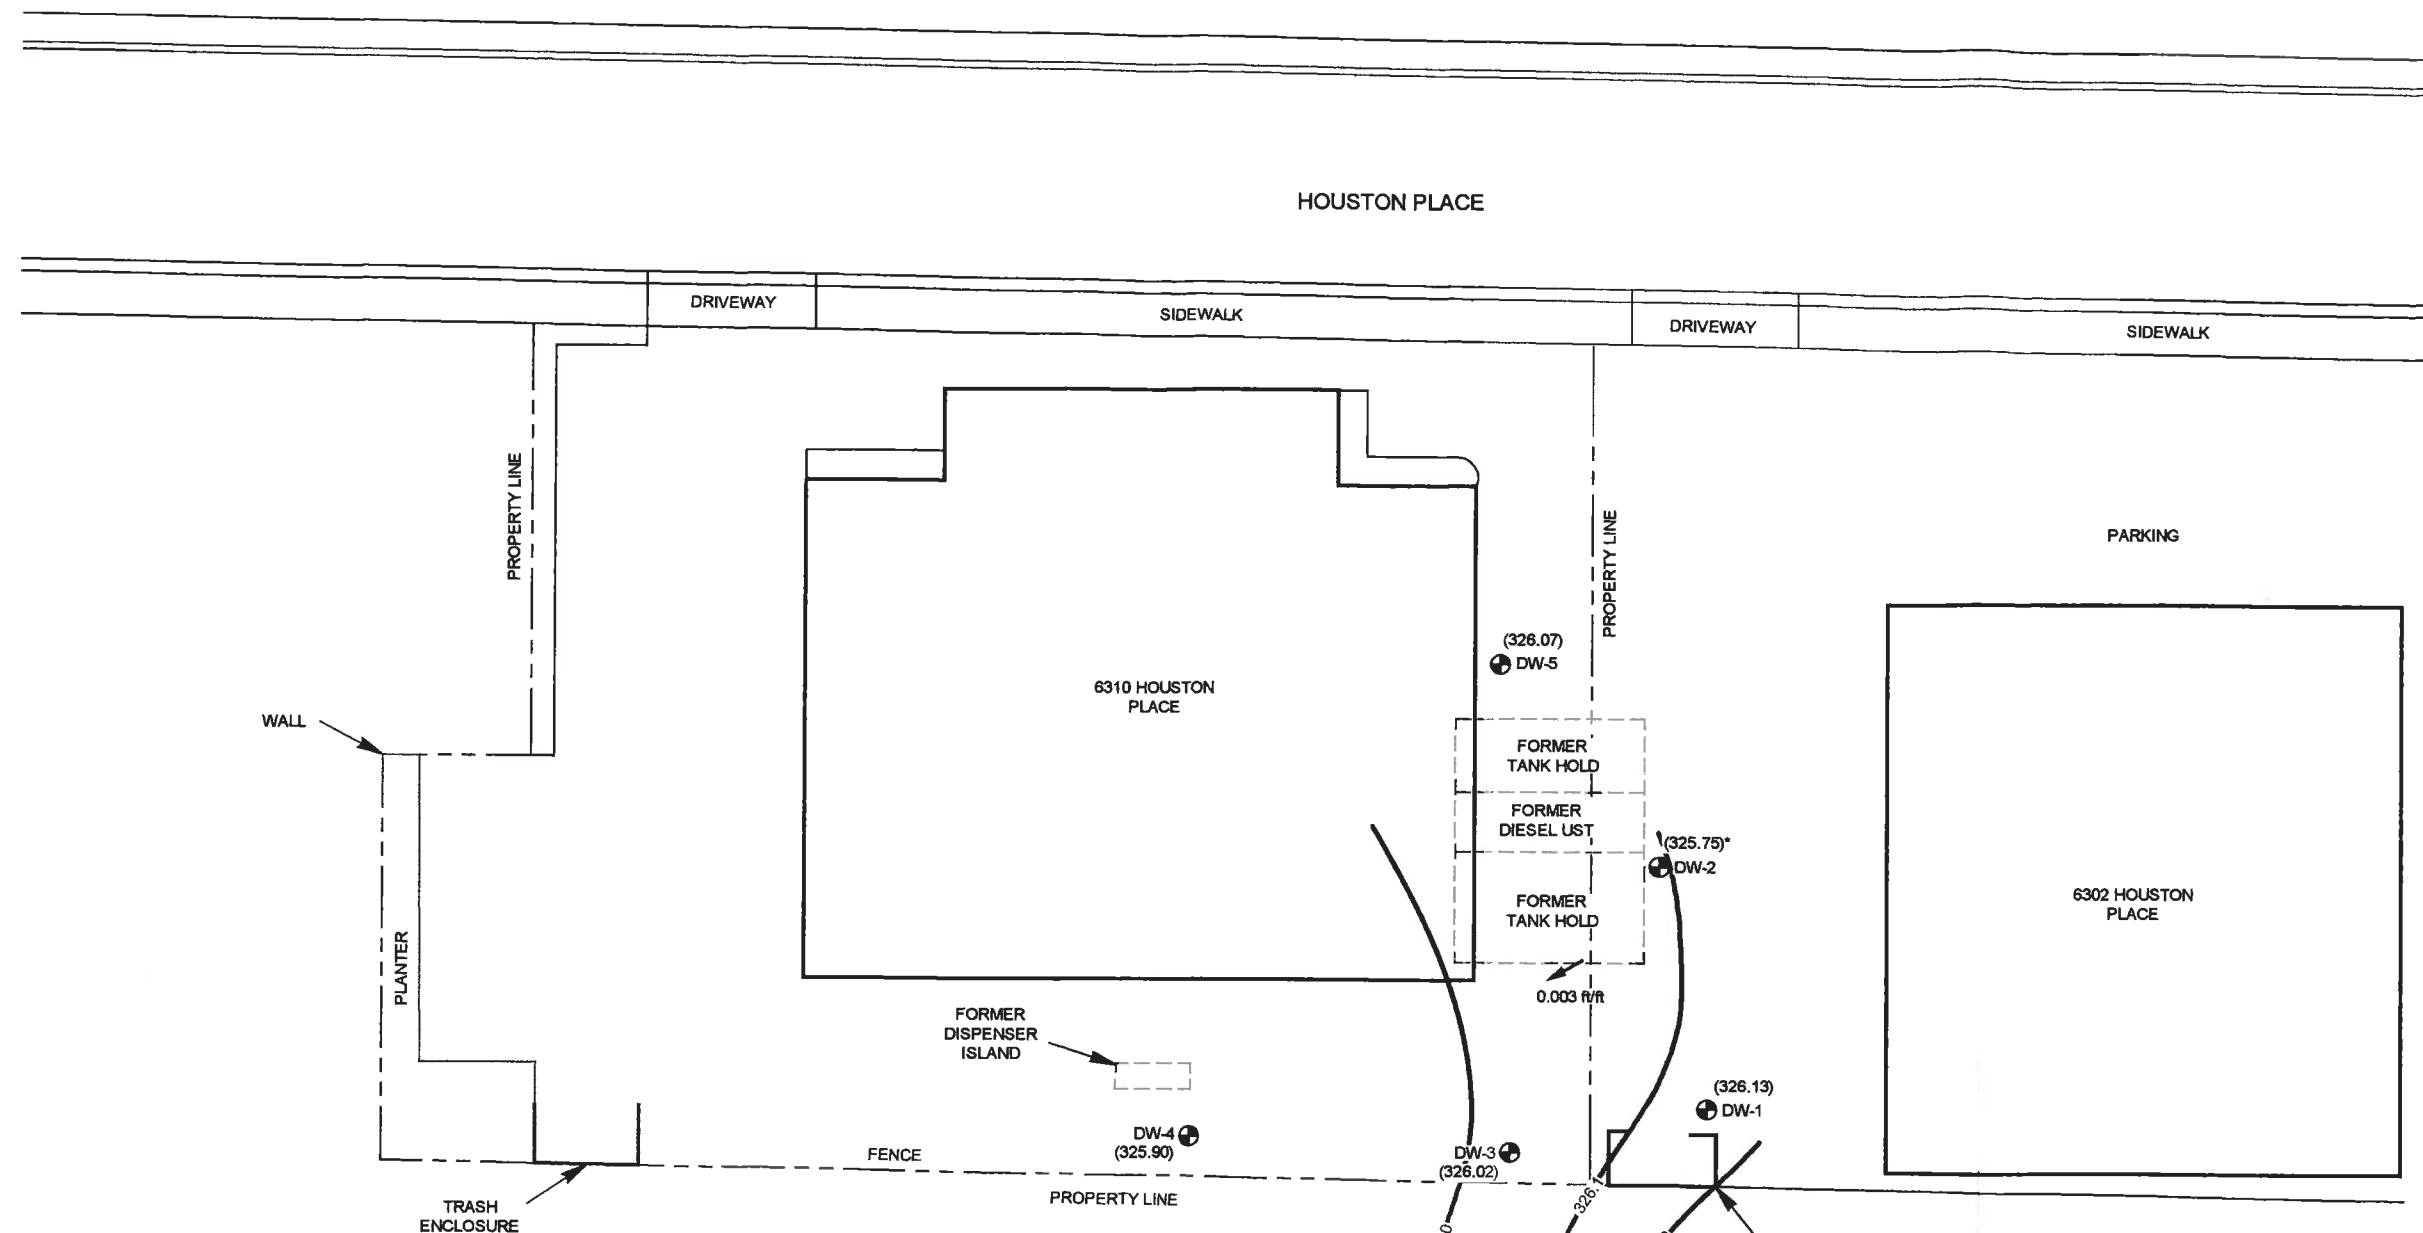 HOUSTON PLACE
DRIVEWAY
SIDEWALK
DRIVEWAY
SIDEWALK
PROPERTY LINE
PROPERTY LINE
PARKING
(326.07)
DW-5
6310 HOUSTON
PLACE
WALL
FORMER
TANK HOLD
FORMER
DIESEL UST
(325.75)*
DW-2
FORMER
TANK HOLD
6302 HOUSTON
PLACE
PLANTER
0.003 ft/ft
FORMER
DISPENSER
ISLAND
(326.13)
DW-1
DW-4
(325.90)
FENCE
DW-3
(326.02)
PROPERTY LINE
TRASH
ENCLOSURE
326.1
0